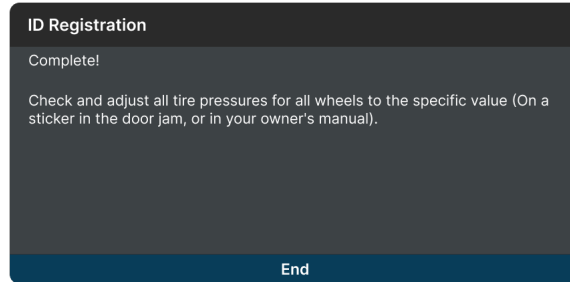 ID Registration
Complete!
Check and adjust all tire pressures for all wheels to the specific value (On a
sticker in the door jam, or in your owner's manual).
End